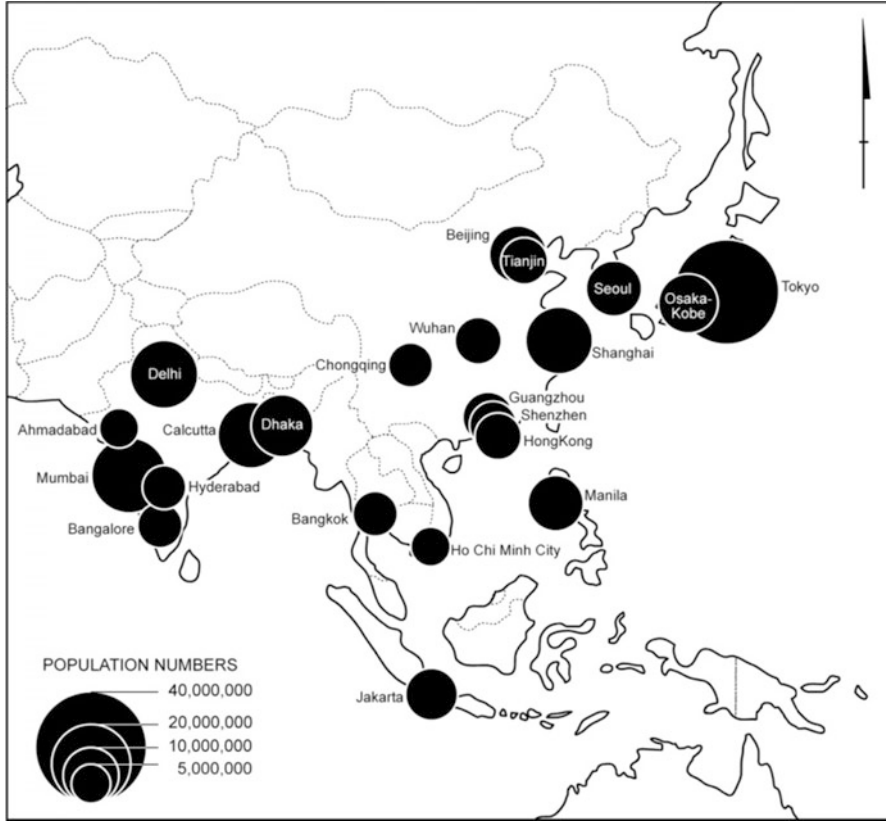 Beijing
Tianjin
Seoul
Osaka-
Kobe
Tokyo
Wuhan
Shanghai
Chongqing
Delhi
Guangzhou
Shenzhen
HongKong
Ahmadabad
Calcutta
Dhaka
Mumbai
Hyderabad
Manila
Bangalore
Bangkok
Ho Chi Minh City
Jakarta
POPULATION NUMBERS
40,000,000
20,000,000
10,000,000
5,000,000